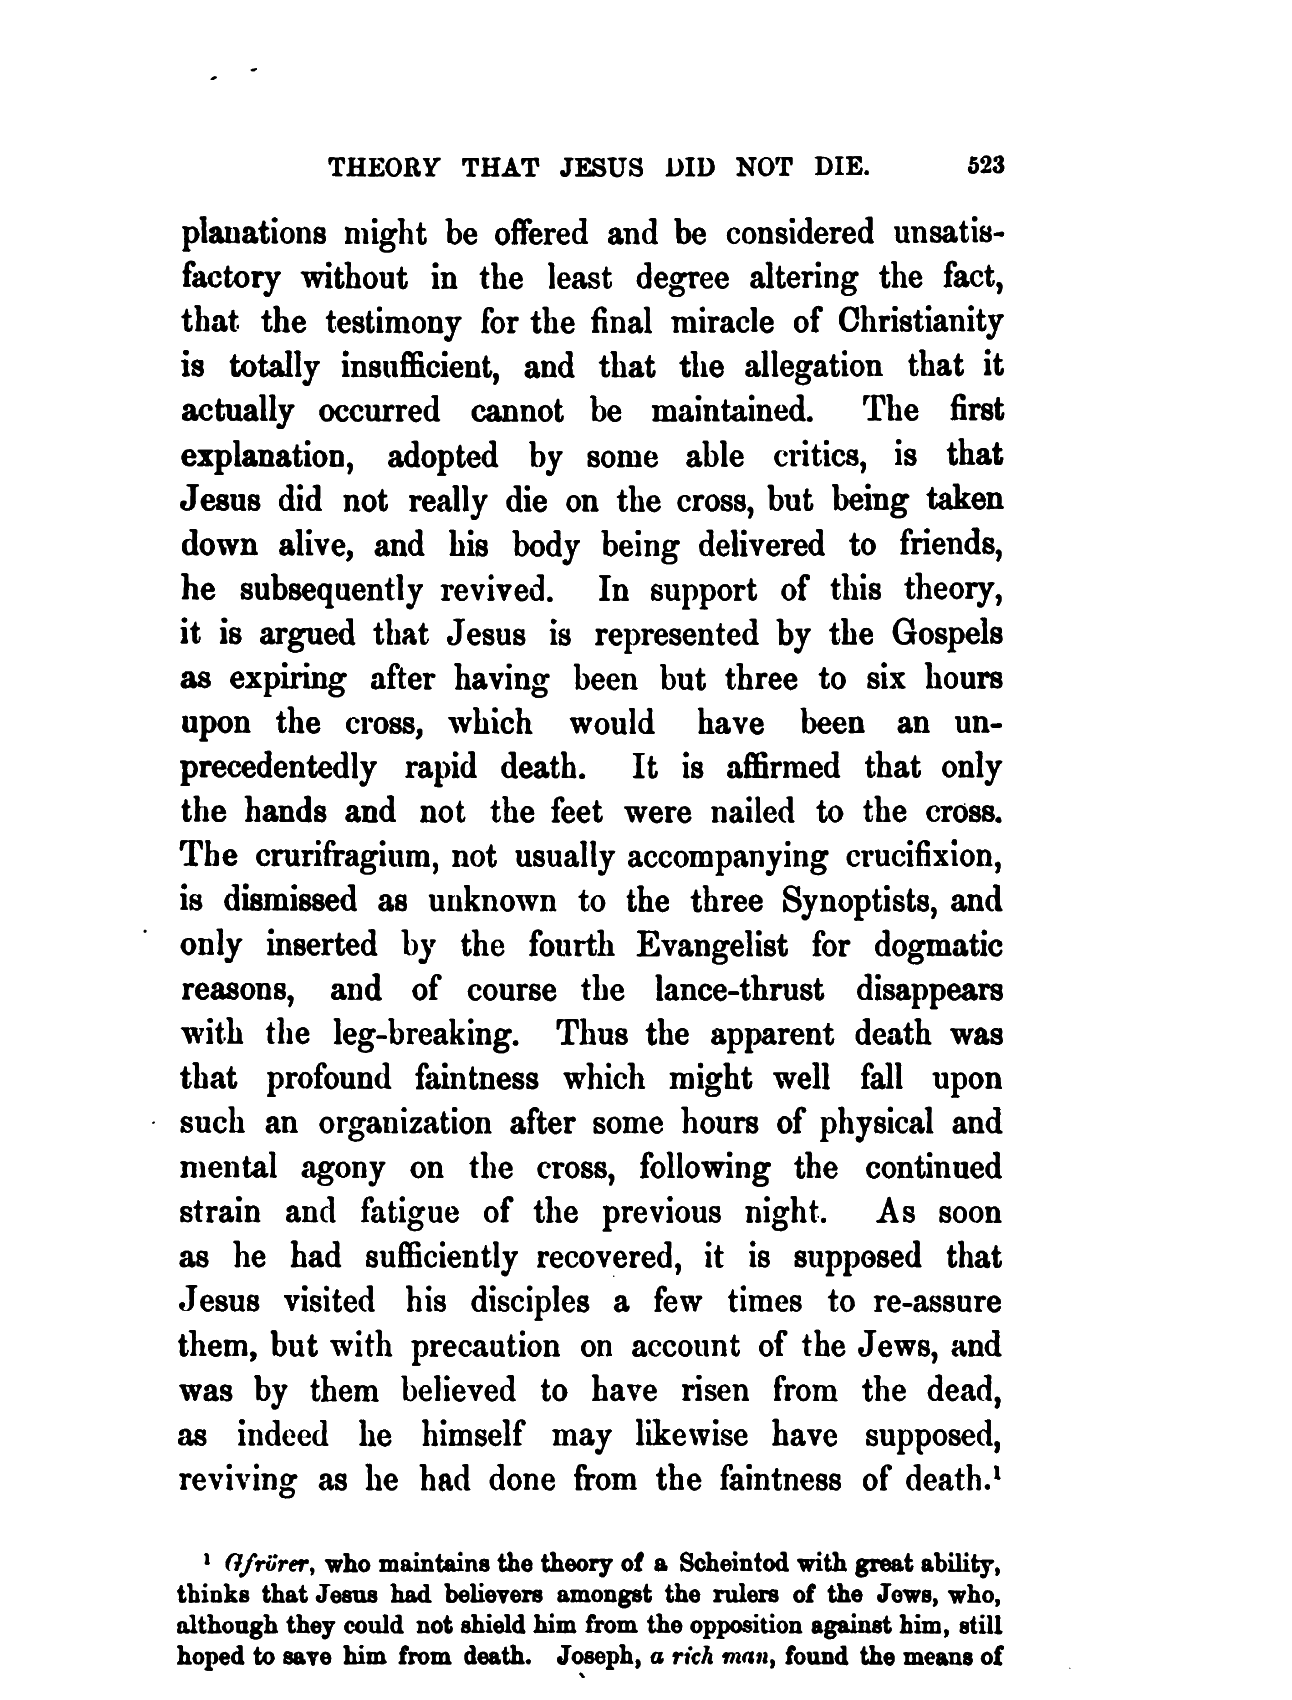 THEORY THAT JESUS DID NOT DIE. 523
planations might be offered and be considered unsatis-
factory without in the least degree altering the fact,
that the testimony for the final miracle of Christianity
is totally insufficient, and that the allegation that it
actually occurred cannot be maintained. The first
explanation, adopted by some able critics, is that
Jesus did not really die on the cross, but being taken
down alive, and his body being delivered to friends,
he subsequently revived. In support of this theory,
it is argued that Jesus is represented by the Gospels
as expiring after having been but three to six hours
upon the cross, which would have been an un-
precedentedly rapid death. It is affirmed that only
the hands and not the feet were nailed to the cross.
The crurifragium, not usually accompanying crucifixion,
is dismissed as unknown to the three Synoptists, and
only inserted by the fourth Evangelist for dogmatic
reasons, and of course the lance-thrust disappears
with the leg-breaking. Thus the apparent death was
that profound faintness which might well fall upon
such an organization after some hours of physical and
mental agony on the cross, following the continued
strain and fatigue of the previous night. As soon
as he had sufficiently recovered, it is supposed that
Jesus visited his disciples a few times to re-assure
them, but with precaution on account of the Jews, and
was by them believed to have risen from the dead,
as indeed he himself may likewise have supposed,
reviving as he had done from the faintness of death.¹
¹ Gfrörer, who maintains the theory of a Scheintod with great ability,
thinks that Jesus had believers amongst the rulers of the Jews, who,
although they could not shield him from the opposition against him, still
hoped to save him from death. Joseph, a rich man, found the means of